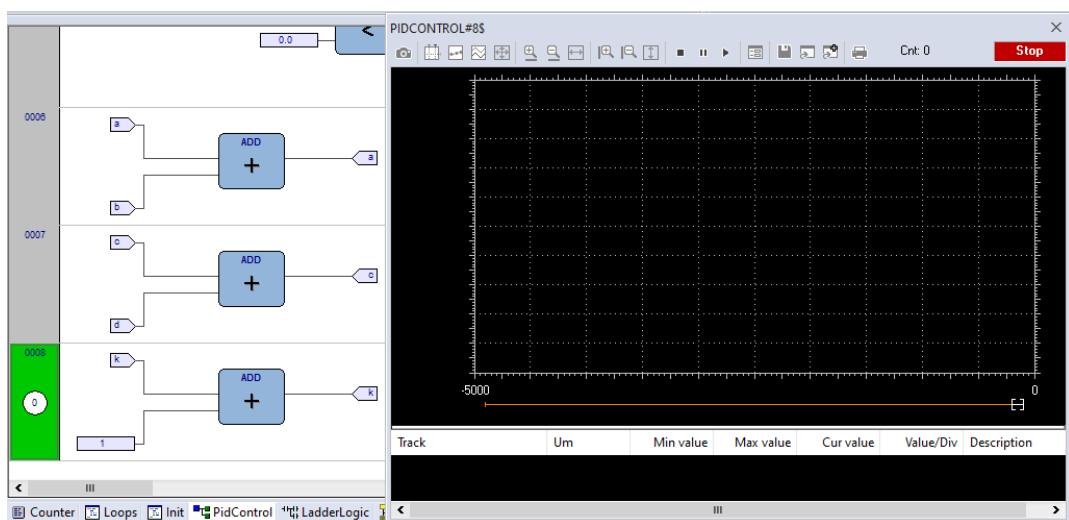 PIDCONTROL#8$
Cnt: 0
Stop
0.0
<
0006
a
ADD
+
a
b
0007
c
ADD
+
c
d
0008
k
ADD
+
k
0
1
-5000
0
Track Um Min value Max value Cur value Value/Div Description
Counter Loops Init PidControl LadderLogic